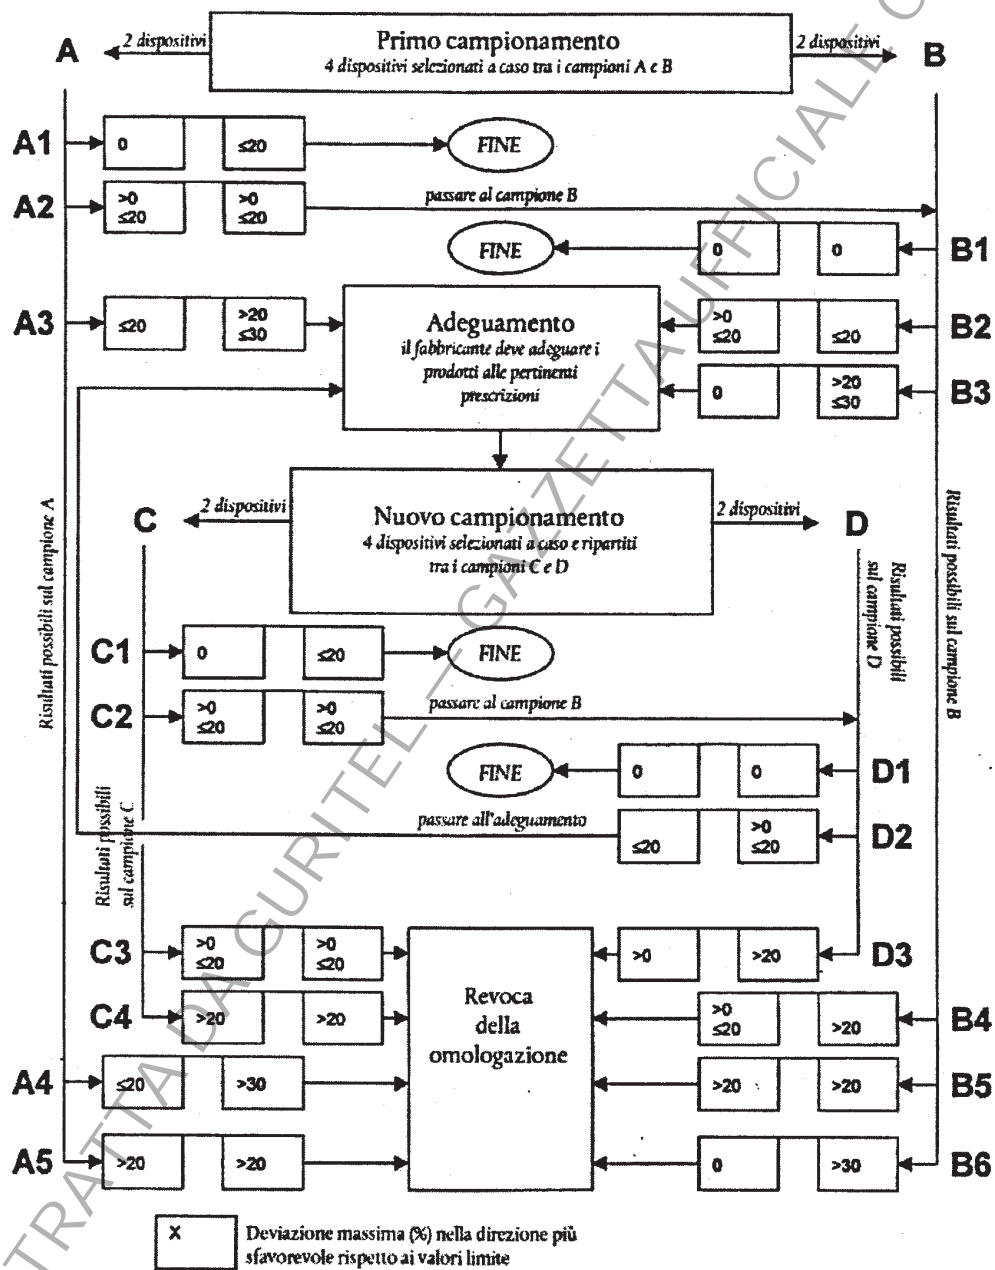 A
2 dispositivi
Primo campionamento
4 dispositivi selezionati a caso tra i campioni A e B
2 dispositivi
B
A1
0
≤20
FINE
A2
>0
≤20
>0
≤20
passare al campione B
FINE
0
0
B1
A3
≤20
>20
≤30
Adeguamento
il fabbricante deve adeguare i
prodotti alle pertinenti
prescrizioni
>0
≤20
≤20
B2
0
>20
≤30
B3
C
2 dispositivi
Nuovo campionamento
4 dispositivi selezionati a caso e ripartiti
tra i campioni C e D
2 dispositivi
D
Risultati possibili sul campione A
Risultati possibili
sul campione D
Risultati possibili sul campione B
C1
0
≤20
FINE
C2
>0
≤20
>0
≤20
passare al campione B
FINE
0
0
D1
passare all'adeguamento
≤20
>0
≤20
D2
Risultati possibili
sul campione C
C3
>0
≤20
>0
≤20
Revoca
della
omologazione
>0
>20
D3
C4
>20
>20
>0
≤20
>20
B4
A4
≤20
>30
>20
>20
B5
A5
>20
>20
0
>30
B6
X
Deviazione massima (%) nella direzione più
sfavorevole rispetto ai valori limite
TRATTA DA GURITEL — GAZZETTA UFFICIALE